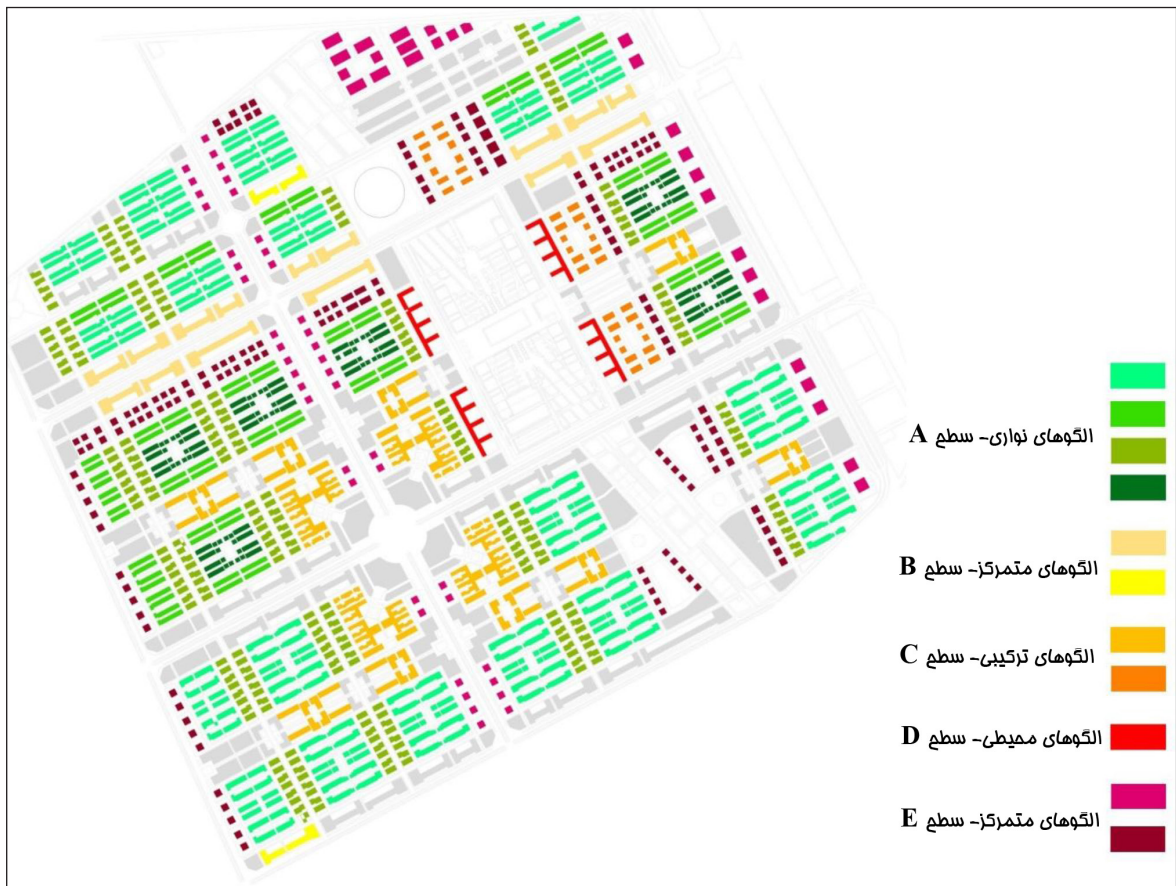 الگوهای نواری- سطح A
الگوهای متمرکز- سطح B
الگوهای ترکیبی- سطح C
الگوهای محیطی- سطح D
الگوهای متمرکز- سطح E